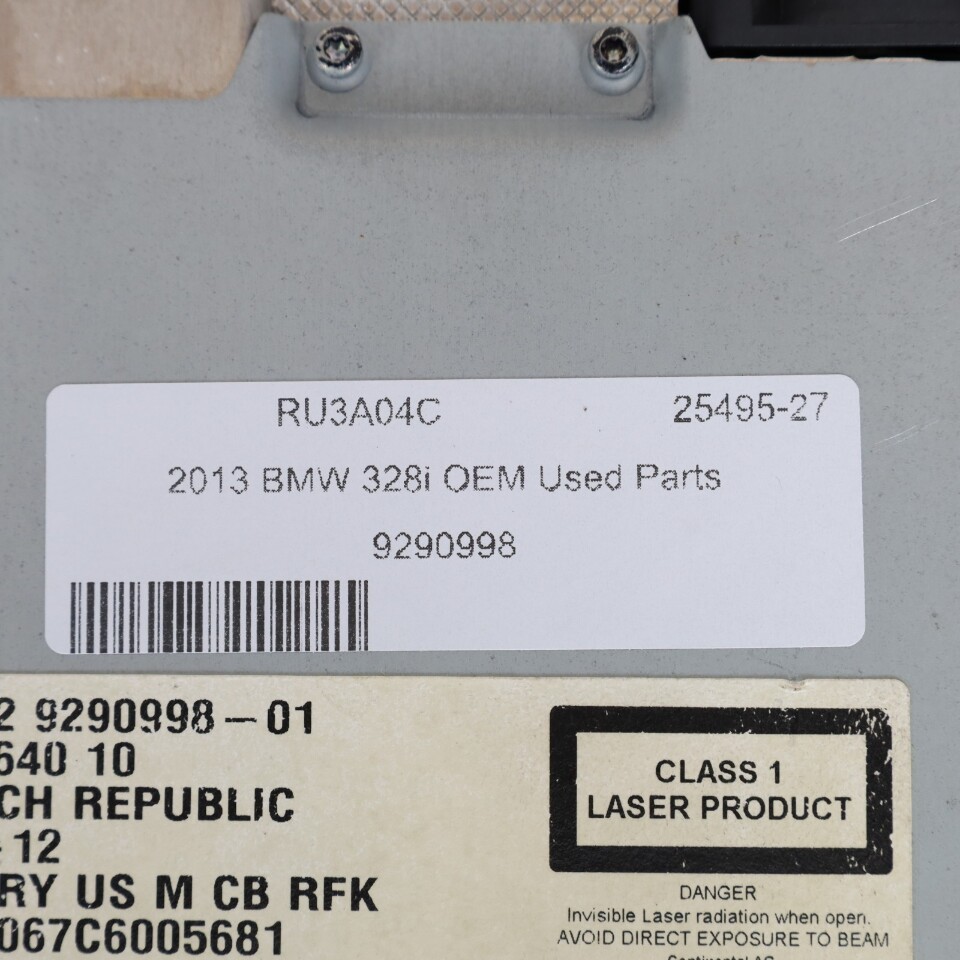 RU3A04C 25495-27
2013 BMW 328i OEM Used Parts
9290998
2 9290998-01
640 10
CH REPUBLIC
12
RY US M CB RFK
067C6005681
CLASS 1
LASER PRODUCT
DANGER
Invisible Laser radiation when open.
AVOID DIRECT EXPOSURE TO BEAM
Continental AG